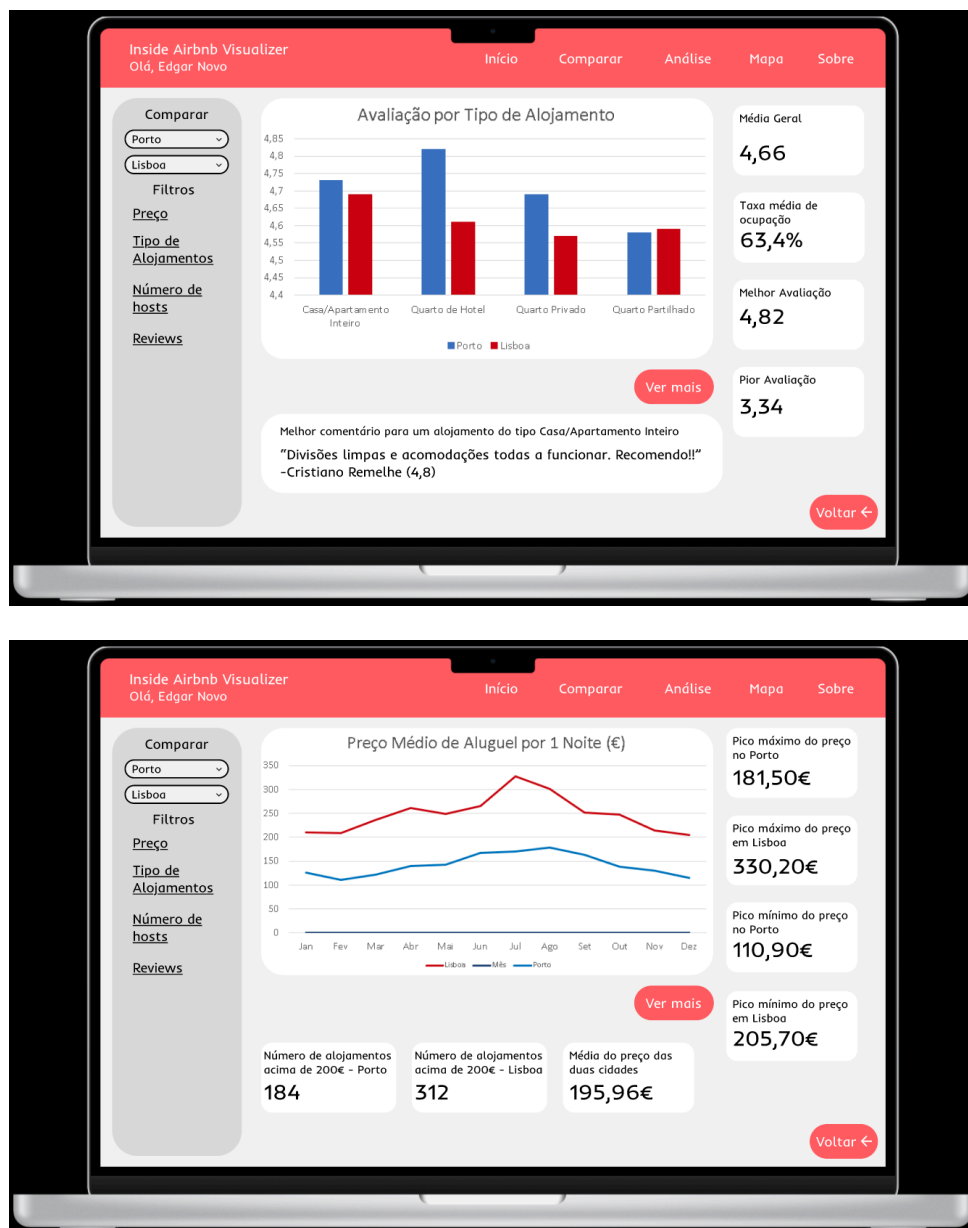 Inside Airbnb Visualizer
Olá, Edgar Novo
Início Comparar Análise Mapa Sobre
Comparar
Porto
Lisboa
Filtros
Preço
Tipo de
Alojamentos
Número de
hosts
Reviews
Avaliação por Tipo de Alojamento
4,85
4,8
4,75
4,7
4,65
4,6
4,55
4,5
4,45
4,4
Casa/Apartamento
Inteiro
Quarto de Hotel
Quarto Privado
Quarto Partilhado
Porto Lisboa
Ver mais
Melhor comentário para um alojamento do tipo Casa/Apartamento Inteiro
“Divisões limpas e acomodações todas a funcionar. Recomendo!!”
-Cristiano Remelhe (4,8)
Média Geral
4,66
Taxa média de
ocupação
63,4%
Melhor Avaliação
4,82
Pior Avaliação
3,34
Voltar ←
Inside Airbnb Visualizer
Olá, Edgar Novo
Início Comparar Análise Mapa Sobre
Comparar
Porto
Lisboa
Filtros
Preço
Tipo de
Alojamentos
Número de
hosts
Reviews
Preço Médio de Aluguel por 1 Noite (€)
350
300
250
200
150
100
50
0
Jan Fev Mar Abr Mai Jun Jul Ago Set Out Nov Dez
Lisboa Mês Porto
Ver mais
Número de alojamentos
acima de 200€ - Porto
184
Número de alojamentos
acima de 200€ - Lisboa
312
Média do preço das
duas cidades
195,96€
Pico máximo do preço
no Porto
181,50€
Pico máximo do preço
em Lisboa
330,20€
Pico mínimo do preço
no Porto
110,90€
Pico mínimo do preço
em Lisboa
205,70€
Voltar ←